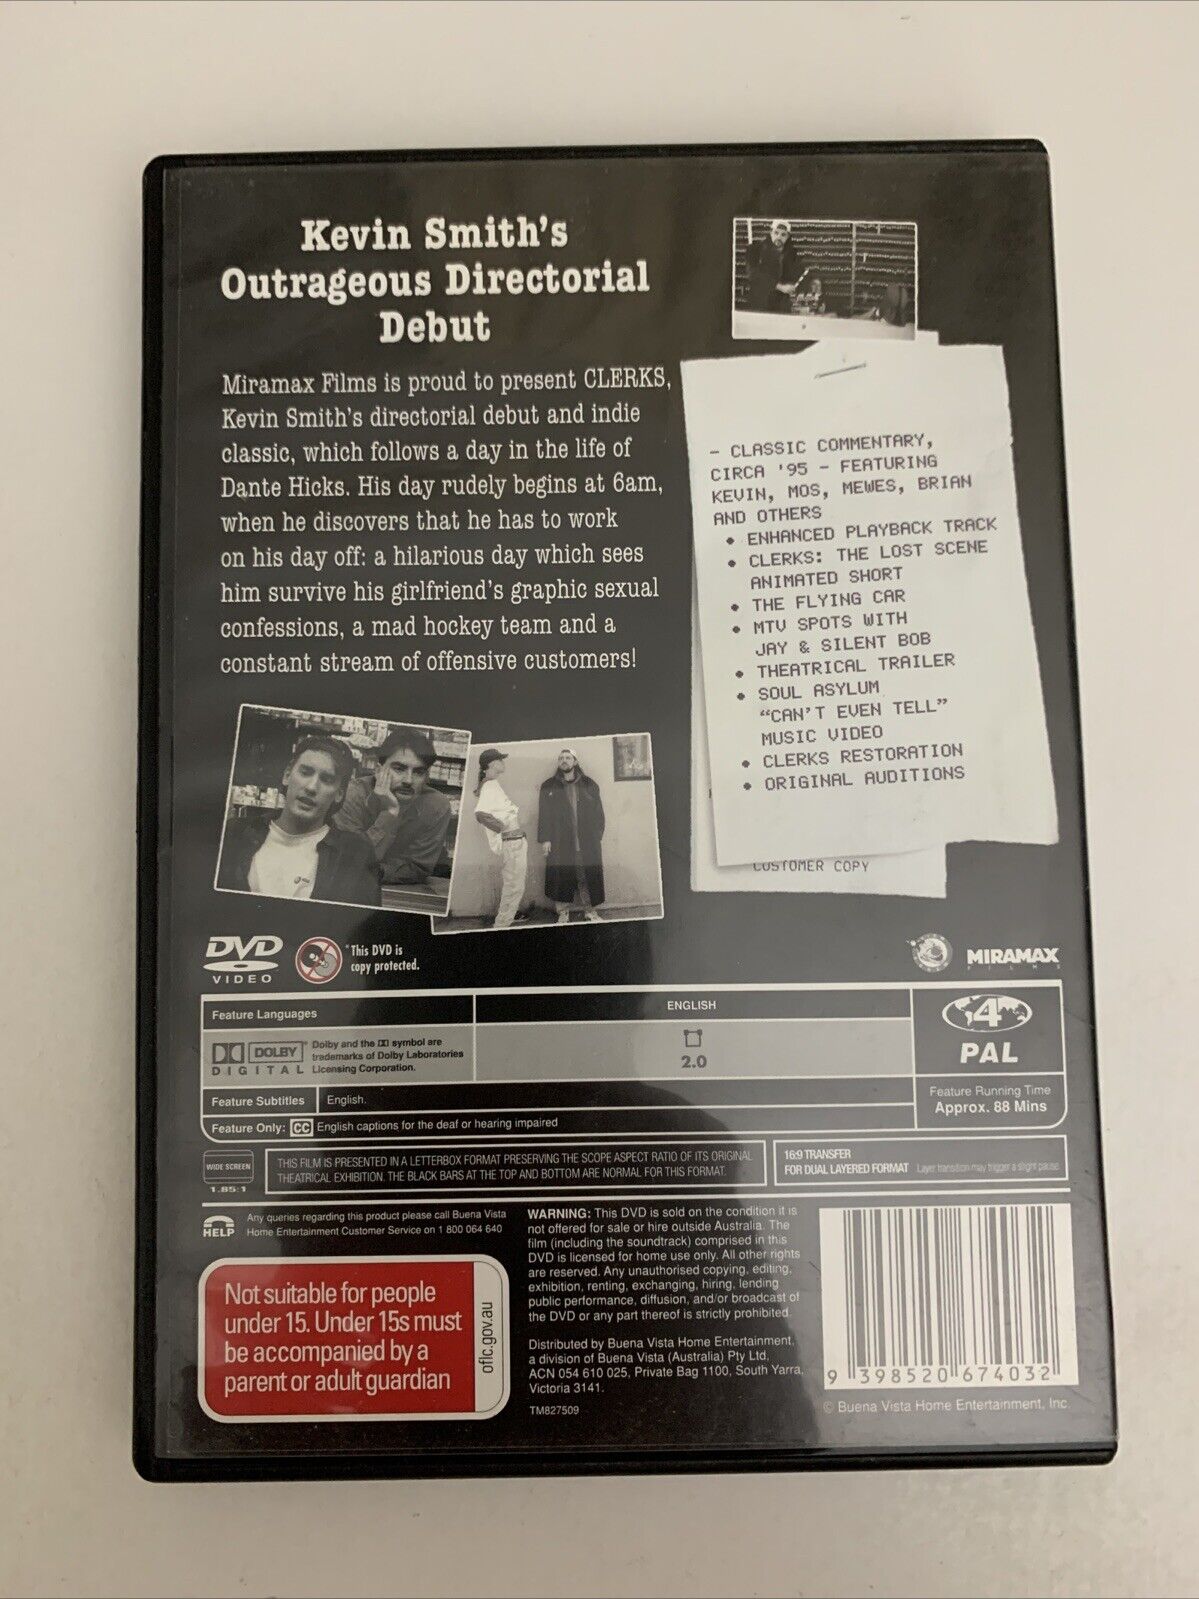 Kevin Smith's
Outrageous Directorial
Debut
Miramax Films is proud to present CLERKS,
Kevin Smith's directorial debut and indie
classic, which follows a day in the life of
Dante Hicks. His day rudely begins at 6am,
when he discovers that he has to work
on his day off: a hilarious day which sees
him survive his girlfriend's graphic sexual
confessions, a mad hockey team and a
constant stream of offensive customers!
– CLASSIC COMMENTARY,
CIRCA '95 – FEATURING
KEVIN, MOS, MEWES, BRIAN
AND OTHERS
• ENHANCED PLAYBACK TRACK
• CLERKS: THE LOST SCENE
ANIMATED SHORT
• THE FLYING CAR
• MTV SPOTS WITH
JAY & SILENT BOB
• THEATRICAL TRAILER
• SOUL ASYLUM
"CAN'T EVEN TELL"
MUSIC VIDEO
• CLERKS RESTORATION
• ORIGINAL AUDITIONS
CUSTOMER COPY
DVD
VIDEO
"This DVD is
copy protected.
MIRAMAX
FILMS
Feature Languages
ENGLISH
DOLBY
DIGITAL
Dolby and the DD symbol are
trademarks of Dolby Laboratories
Licensing Corporation.
2.0
4
PAL
Feature Subtitles
English.
Feature Running Time
Approx. 88 Mins
Feature Only: CC English captions for the deaf or hearing impaired
WIDE SCREEN
1.85:1
THIS FILM IS PRESENTED IN A LETTERBOX FORMAT PRESERVING THE SCOPE ASPECT RATIO OF ITS ORIGINAL
THEATRICAL EXHIBITION. THE BLACK BARS AT THE TOP AND BOTTOM ARE NORMAL FOR THIS FORMAT.
16:9 TRANSFER
FOR DUAL LAYERED FORMAT Layer transition may trigger a slight pause
HELP
Any queries regarding this product please call Buena Vista
Home Entertainment Customer Service on 1 800 064 640
WARNING: This DVD is sold on the condition it is
not offered for sale or hire outside Australia. The
film (including the soundtrack) comprised in this
DVD is licensed for home use only. All other rights
are reserved. Any unauthorised copying, editing,
exhibition, renting, exchanging, hiring, lending
public performance, diffusion, and/or broadcast of
the DVD or any part thereof is strictly prohibited.
Distributed by Buena Vista Home Entertainment,
a division of Buena Vista (Australia) Pty Ltd,
ACN 054 610 025, Private Bag 1100, South Yarra,
Victoria 3141.
TM827509
Not suitable for people
under 15. Under 15s must
be accompanied by a
parent or adult guardian
oflc.gov.au
9 398520 674032
© Buena Vista Home Entertainment, Inc.